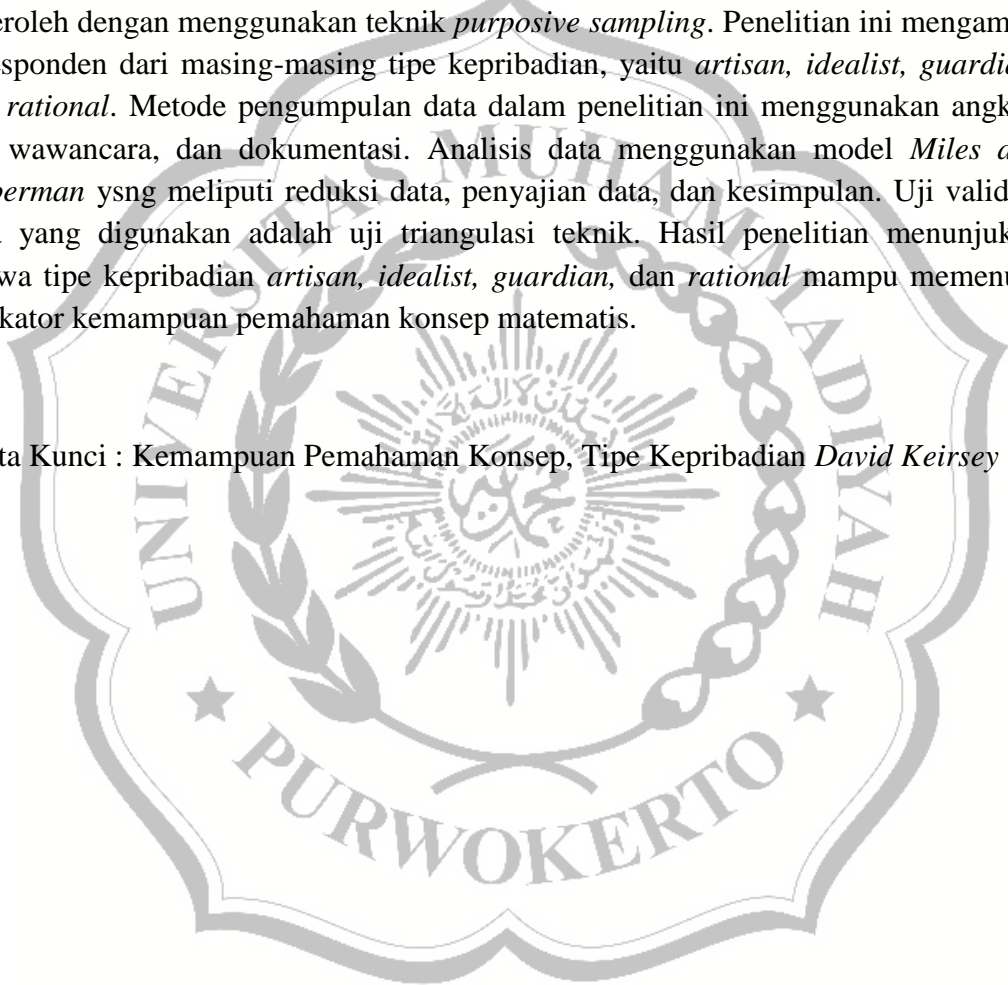 eroleh dengan menggunakan teknik purposive sampling. Penelitian ini mengam
sponden dari masing-masing tipe kepribadian, yaitu artisan, idealist, guardia
rational. Metode pengumpulan data dalam penelitian ini menggunakan angk
wawancara, dan dokumentasi. Analisis data menggunakan model Miles a
berman ysng meliputi reduksi data, penyajian data, dan kesimpulan. Uji valid
yang digunakan adalah uji triangulasi teknik. Hasil penelitian menunjuk
wa tipe kepribadian artisan, idealist, guardian, dan rational mampu memenu
kator kemampuan pemahaman konsep matematis.
ta Kunci : Kemampuan Pemahaman Konsep, Tipe Kepribadian David Keirsey
UNIVERSITAS MUHAMMADIYAH
PURWOKERTO